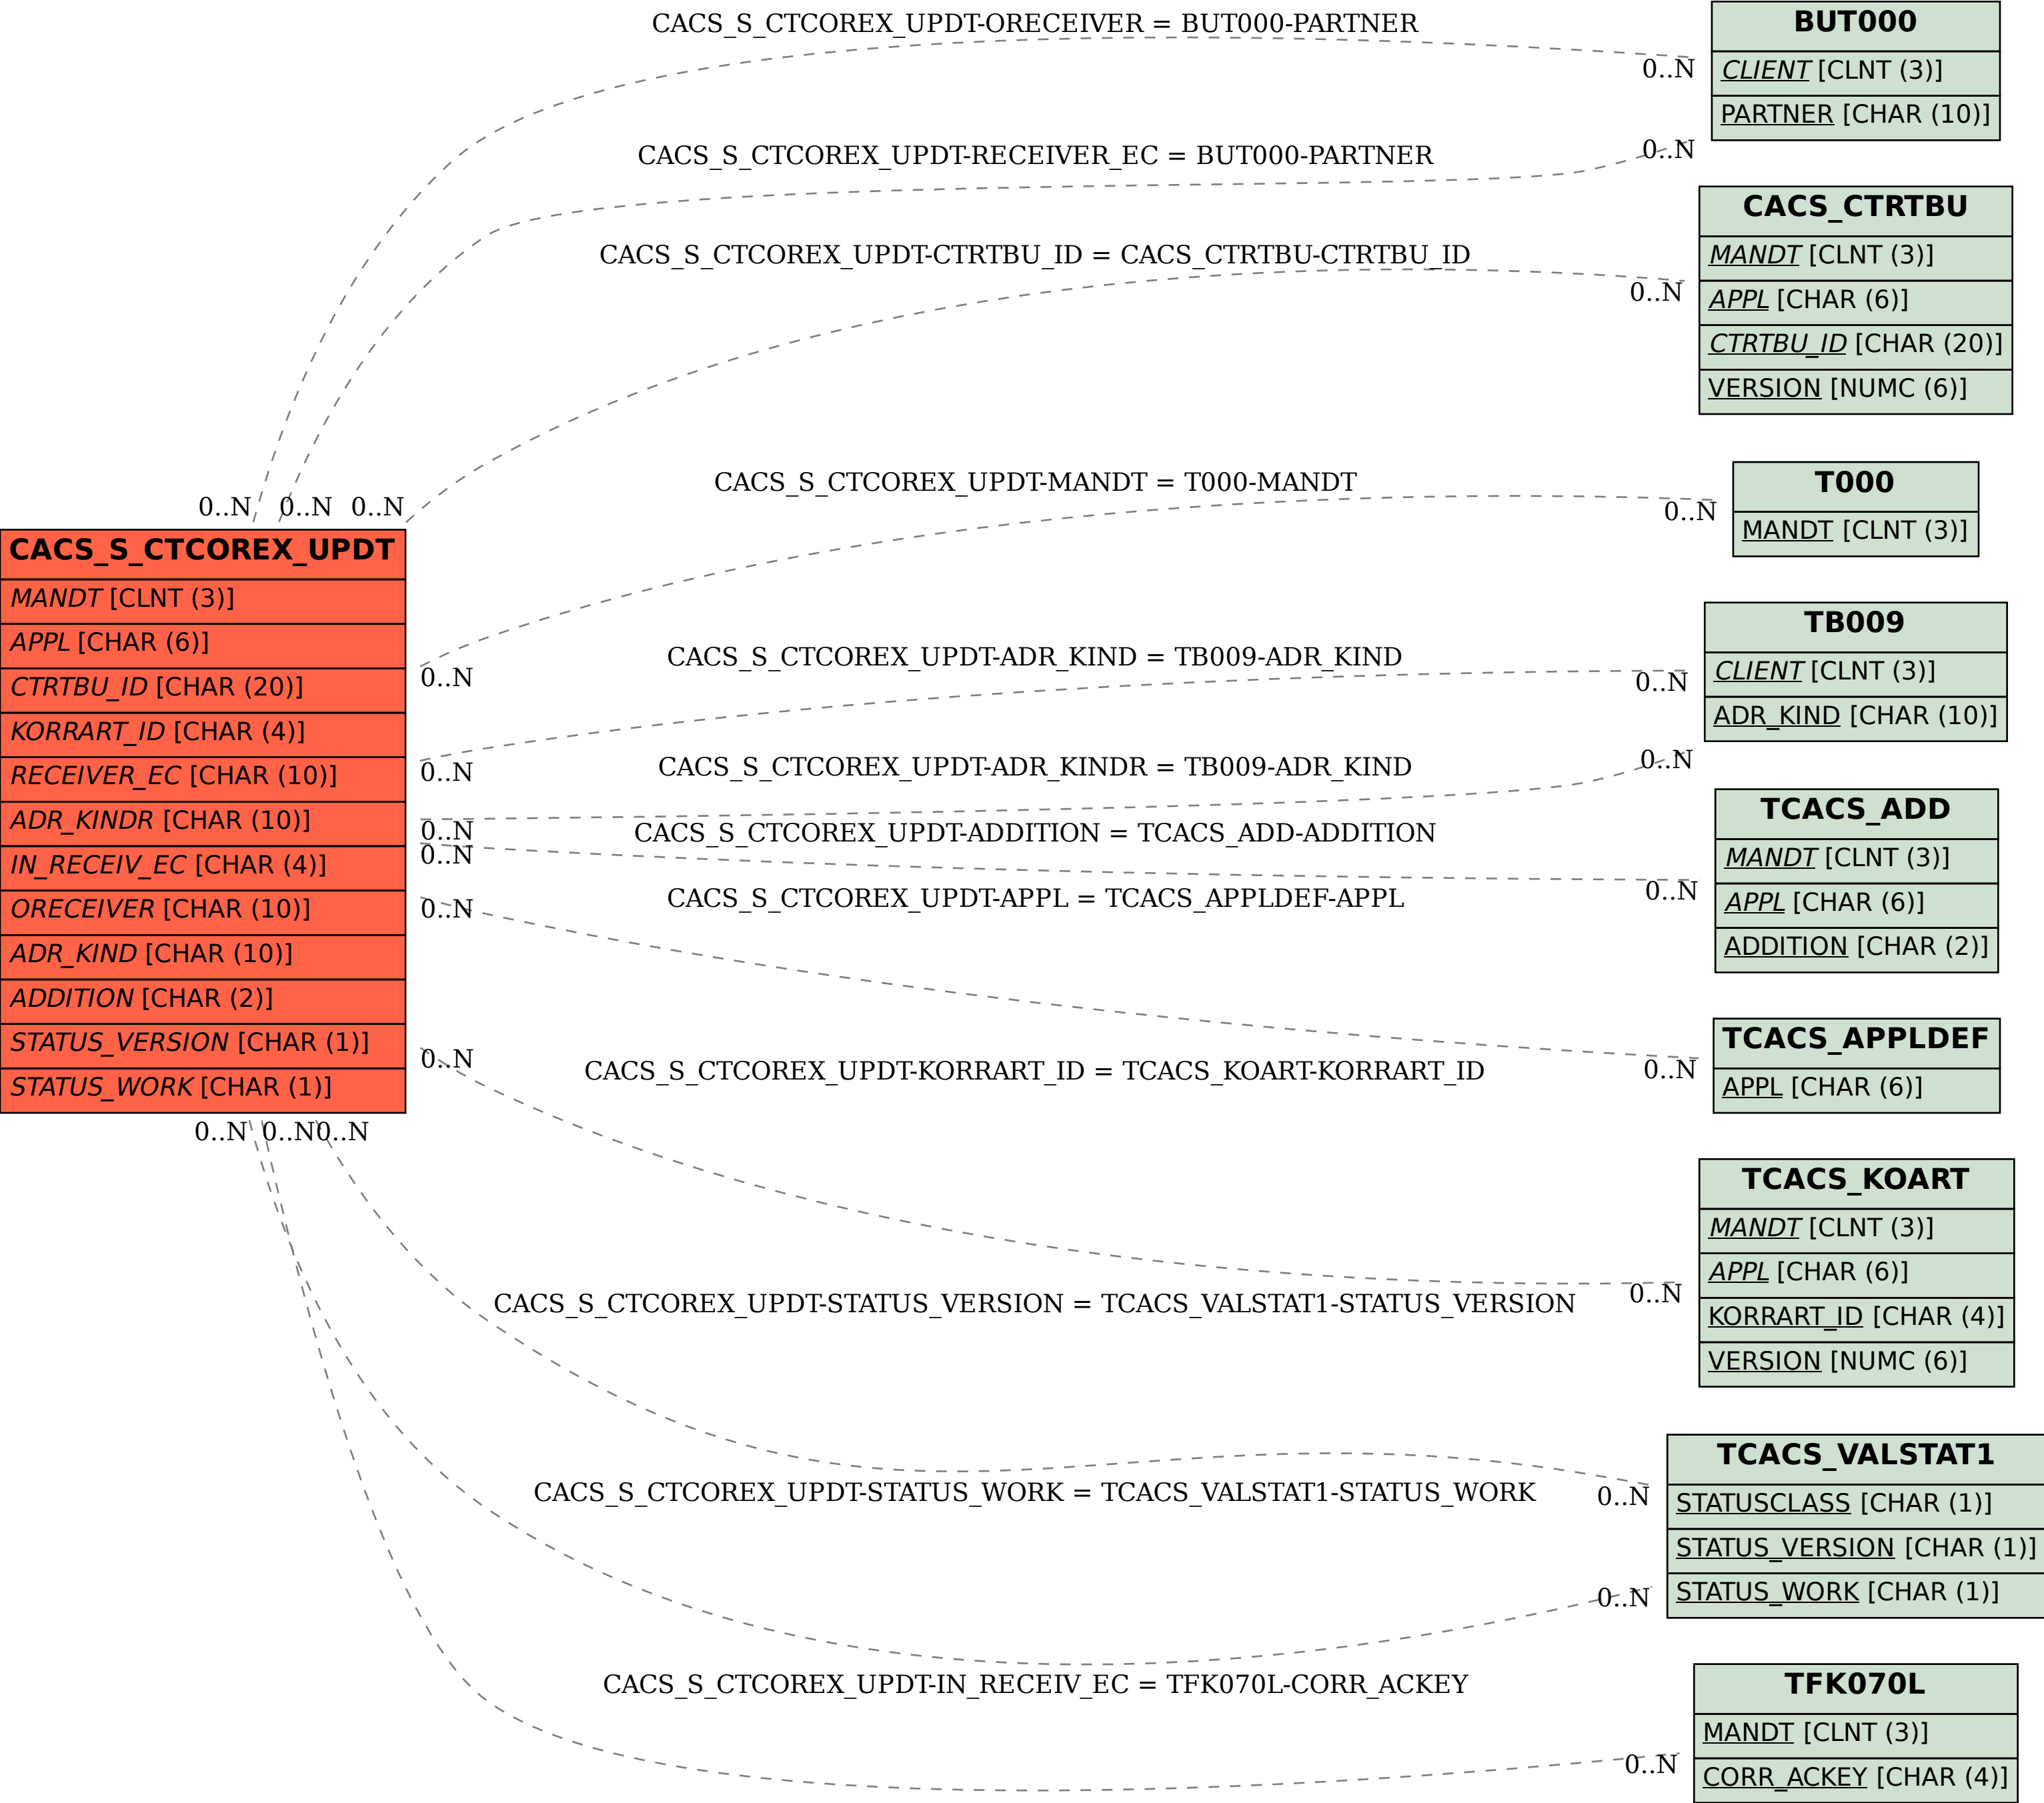 CACS_S_CTCOREX_UPDT-ORECEIVER = BUT000-PARTNER
0..N
BUT000
CLIENT [CLNT (3)]
PARTNER [CHAR (10)]
CACS_S_CTCOREX_UPDT-RECEIVER_EC = BUT000-PARTNER
0..N
CACS_CTRTBU
MANDT [CLNT (3)]
APPL [CHAR (6)]
CTRTBU_ID [CHAR (20)]
VERSION [NUMC (6)]
CACS_S_CTCOREX_UPDT-CTRTBU_ID = CACS_CTRTBU-CTRTBU_ID
0..N
CACS_S_CTCOREX_UPDT-MANDT = T000-MANDT
0..N
T000
MANDT [CLNT (3)]
0..N 0..N 0..N
CACS_S_CTCOREX_UPDT
MANDT [CLNT (3)]
APPL [CHAR (6)]
CTRTBU_ID [CHAR (20)]
KORRART_ID [CHAR (4)]
RECEIVER_EC [CHAR (10)]
ADR_KINDR [CHAR (10)]
IN_RECEIV_EC [CHAR (4)]
ORECEIVER [CHAR (10)]
ADR_KIND [CHAR (10)]
ADDITION [CHAR (2)]
STATUS_VERSION [CHAR (1)]
STATUS_WORK [CHAR (1)]
0..N
0..N
0..N
0..N
0..N
0..N
0..N 0..N 0..N
CACS_S_CTCOREX_UPDT-ADR_KIND = TB009-ADR_KIND
0..N
TB009
CLIENT [CLNT (3)]
ADR_KIND [CHAR (10)]
CACS_S_CTCOREX_UPDT-ADR_KINDR = TB009-ADR_KIND
0..N
CACS_S_CTCOREX_UPDT-ADDITION = TCACS_ADD-ADDITION
0..N
TCACS_ADD
MANDT [CLNT (3)]
APPL [CHAR (6)]
ADDITION [CHAR (2)]
CACS_S_CTCOREX_UPDT-APPL = TCACS_APPLDEF-APPL
0..N
TCACS_APPLDEF
APPL [CHAR (6)]
CACS_S_CTCOREX_UPDT-KORRART_ID = TCACS_KOART-KORRART_ID
0..N
TCACS_KOART
MANDT [CLNT (3)]
APPL [CHAR (6)]
KORRART_ID [CHAR (4)]
VERSION [NUMC (6)]
CACS_S_CTCOREX_UPDT-STATUS_VERSION = TCACS_VALSTAT1-STATUS_VERSION
0..N
TCACS_VALSTAT1
STATUSCLASS [CHAR (1)]
STATUS_VERSION [CHAR (1)]
STATUS_WORK [CHAR (1)]
CACS_S_CTCOREX_UPDT-STATUS_WORK = TCACS_VALSTAT1-STATUS_WORK
0..N
CACS_S_CTCOREX_UPDT-IN_RECEIV_EC = TFK070L-CORR_ACKEY
0..N
TFK070L
MANDT [CLNT (3)]
CORR_ACKEY [CHAR (4)]